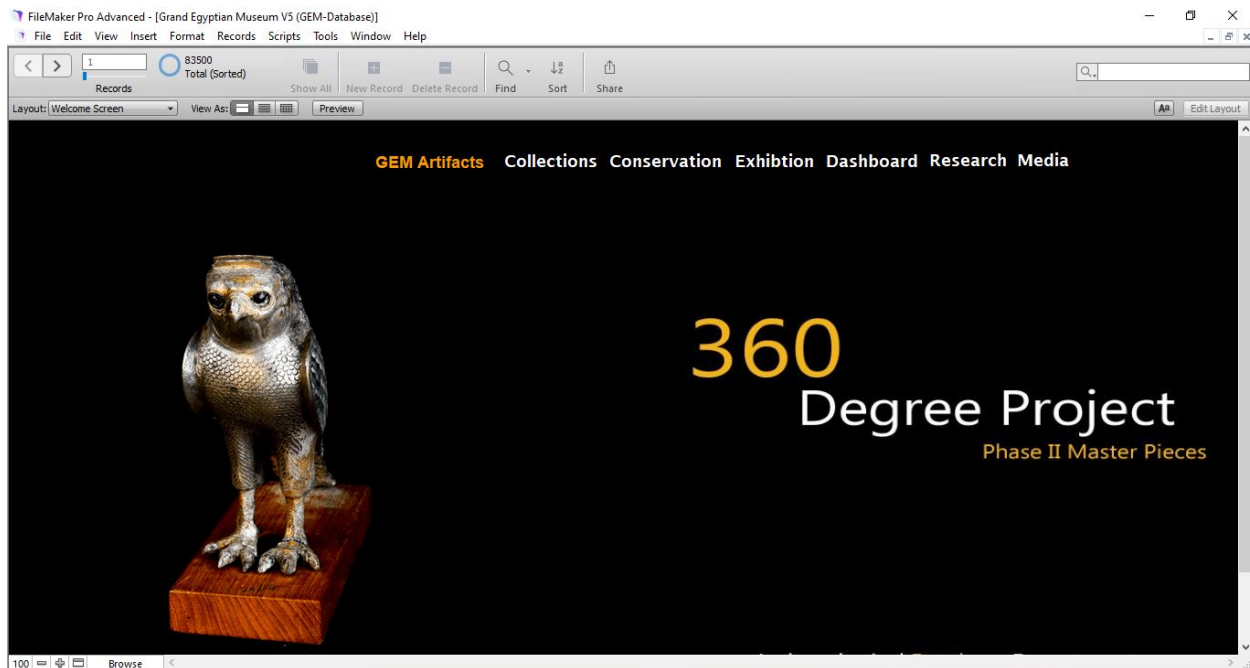 FileMaker Pro Advanced - [Grand Egyptian Museum V5 (GEM-Database)]
File Edit View Insert Format Records Scripts Tools Window Help
1
83500
Total (Sorted)
Records
Show All New Record Delete Record Find Sort Share
Layout: Welcome Screen View As: Preview Aa Edit Layout
GEM Artifacts Collections Conservation Exhibtion Dashboard Research Media
360
Degree Project
Phase II Master Pieces
100 Browse